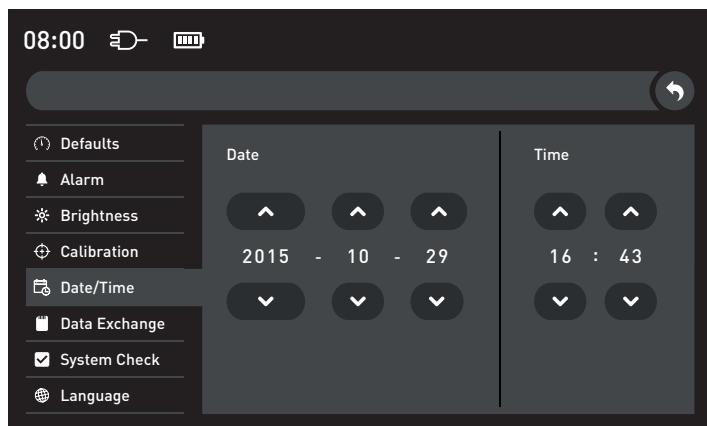 08:00
Defaults
Alarm
Brightness
Calibration
Date/Time
Data Exchange
System Check
Language
Date
2015 - 10 - 29
Time
16 : 43